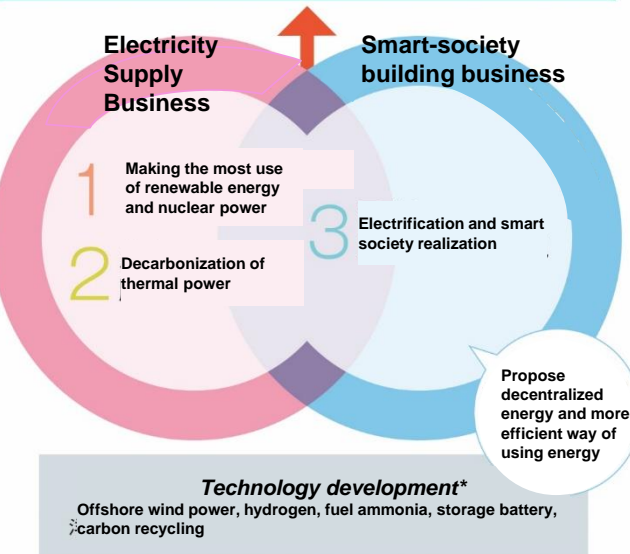 Electricity
Supply
Business
Smart-society
building business
1
Making the most use
of renewable energy
and nuclear power
2
Decarbonization of
thermal power
3
Electrification and smart
society realization
Propose
decentralized
energy and more
efficient way of
using energy
Technology development*
Offshore wind power, hydrogen, fuel ammonia, storage battery,
carbon recycling